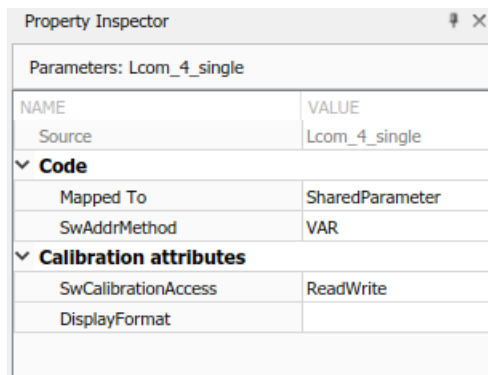 Property Inspector
Parameters: Lcom_4_single
NAME VALUE
Source Lcom_4_single
Code
Mapped To SharedParameter
SwAddrMethod VAR
Calibration attributes
SwCalibrationAccess ReadWrite
DisplayFormat